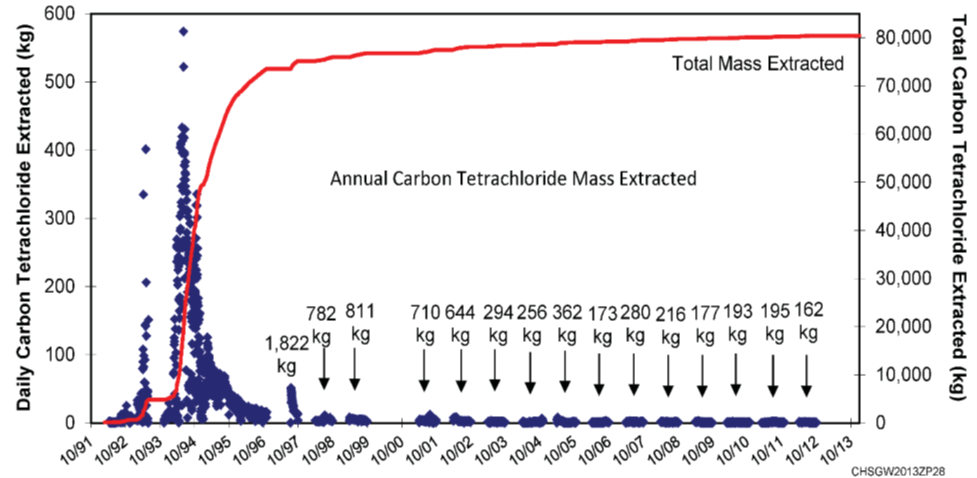 Daily Carbon Tetrachloride Extracted (kg)
600
500
400
300
200
100
0
Total Carbon Tetrachloride Extracted
(kg)
80,000
70,000
60,000
50,000
40,000
30,000
20,000
10,000
0
Total Mass Extracted
Annual Carbon Tetrachloride Mass Extracted
1,822
kg
782
kg
811
kg
710
kg
644
kg
294
kg
256
kg
362
kg
173
kg
280
kg
216
kg
177
kg
193
kg
195
kg
162
kg
10/91
10/92
10/93
10/94
10/95
10/96
10/97
10/98
10/99
10/00
10/01
10/02
10/03
10/04
10/05
10/06
10/07
10/08
10/09
10/10
10/11
10/12
10/13
CHSGW2013ZP28